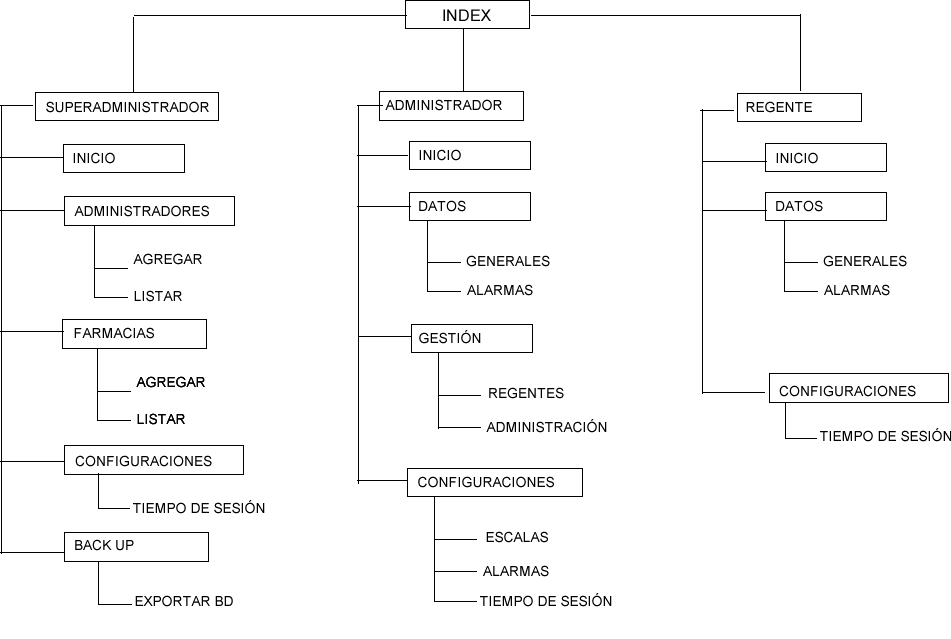 INDEX
SUPERADMINISTRADOR
INICIO
ADMINISTRADORES
AGREGAR
LISTAR
FARMACIAS
AGREGAR
LISTAR
CONFIGURACIONES
TIEMPO DE SESIÓN
BACK UP
EXPORTAR BD
ADMINISTRADOR
INICIO
DATOS
GENERALES
ALARMAS
GESTIÓN
REGENTES
ADMINISTRACIÓN
CONFIGURACIONES
ESCALAS
ALARMAS
TIEMPO DE SESIÓN
REGENTE
INICIO
DATOS
GENERALES
ALARMAS
CONFIGURACIONES
TIEMPO DE SESIÓN